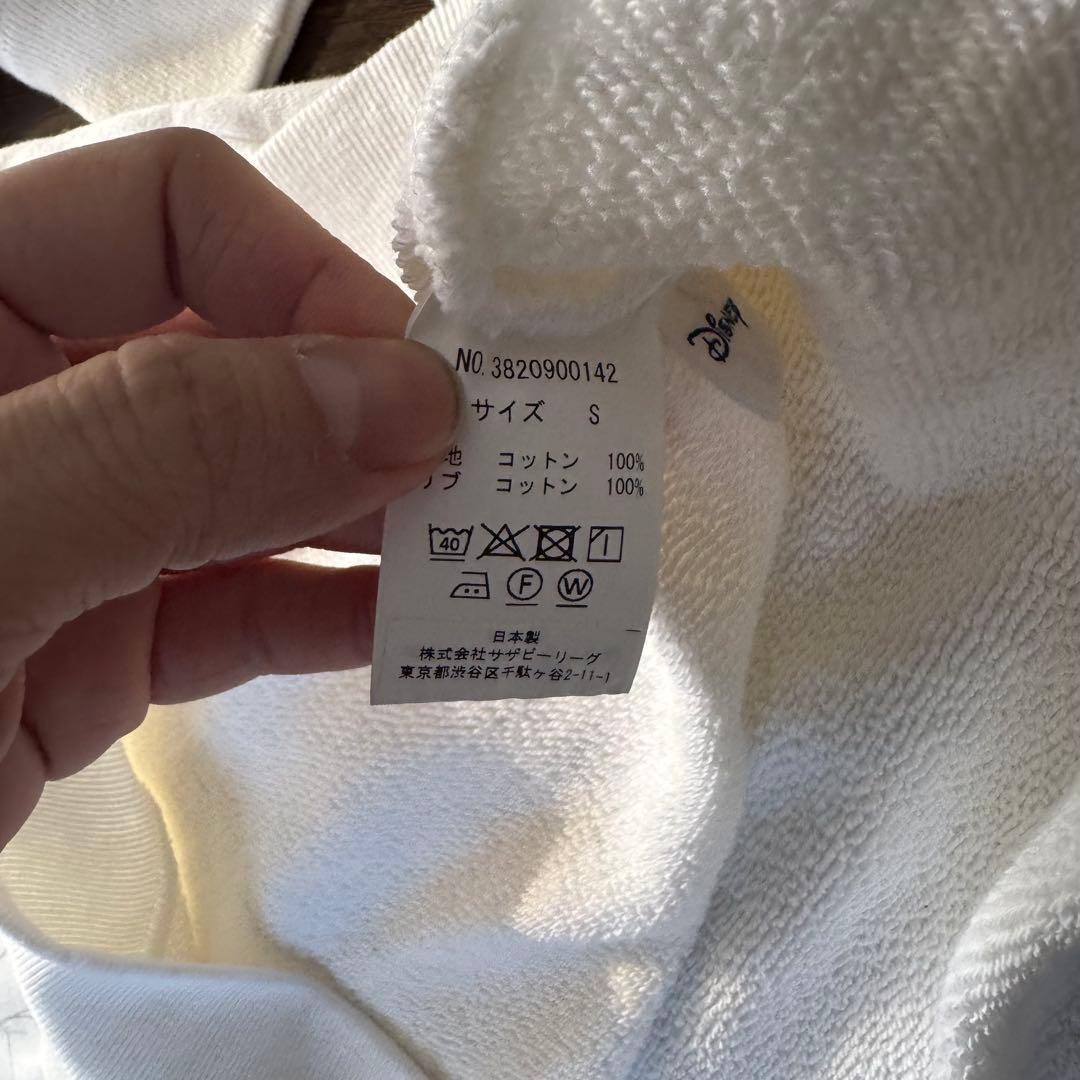 Disney
NO. 3820900142
サイズ S
地 コットン 100%
リブ コットン 100%
40
F W
日本製
株式会社サザビーリーグ
東京都渋谷区千駄ヶ谷2-11-1